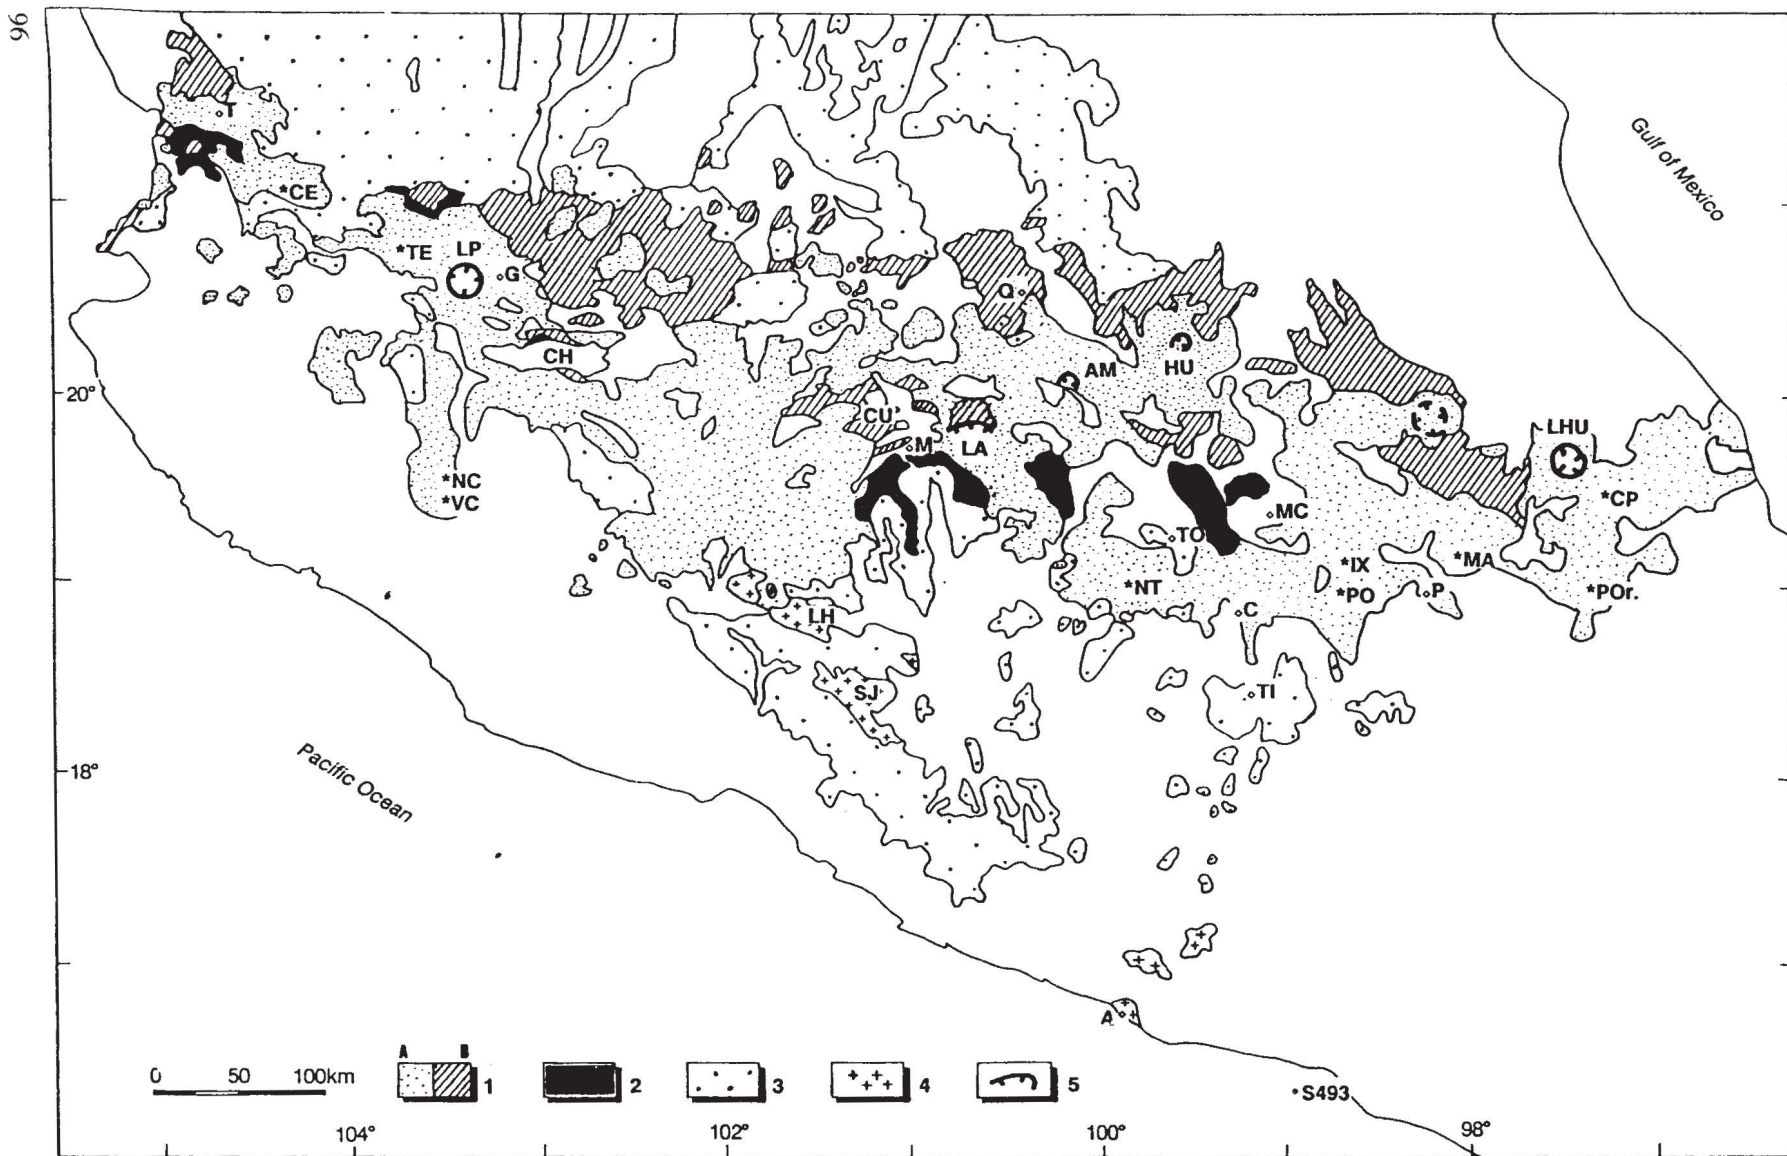 96
Gulf of Mexico
T
*CE
*TE
LP
G
Q
CH
AM
HU
20°
CU
M
LA
LHU
*NC
*VC
*CP
MC
TO
*IX
*MA
*NT
*PO
P
*POr.
C
LH
SJ
TI
18°
Pacific Ocean
A
A B
0 50 100km
1 2 3 4 5
S493
104° 102° 100° 98°